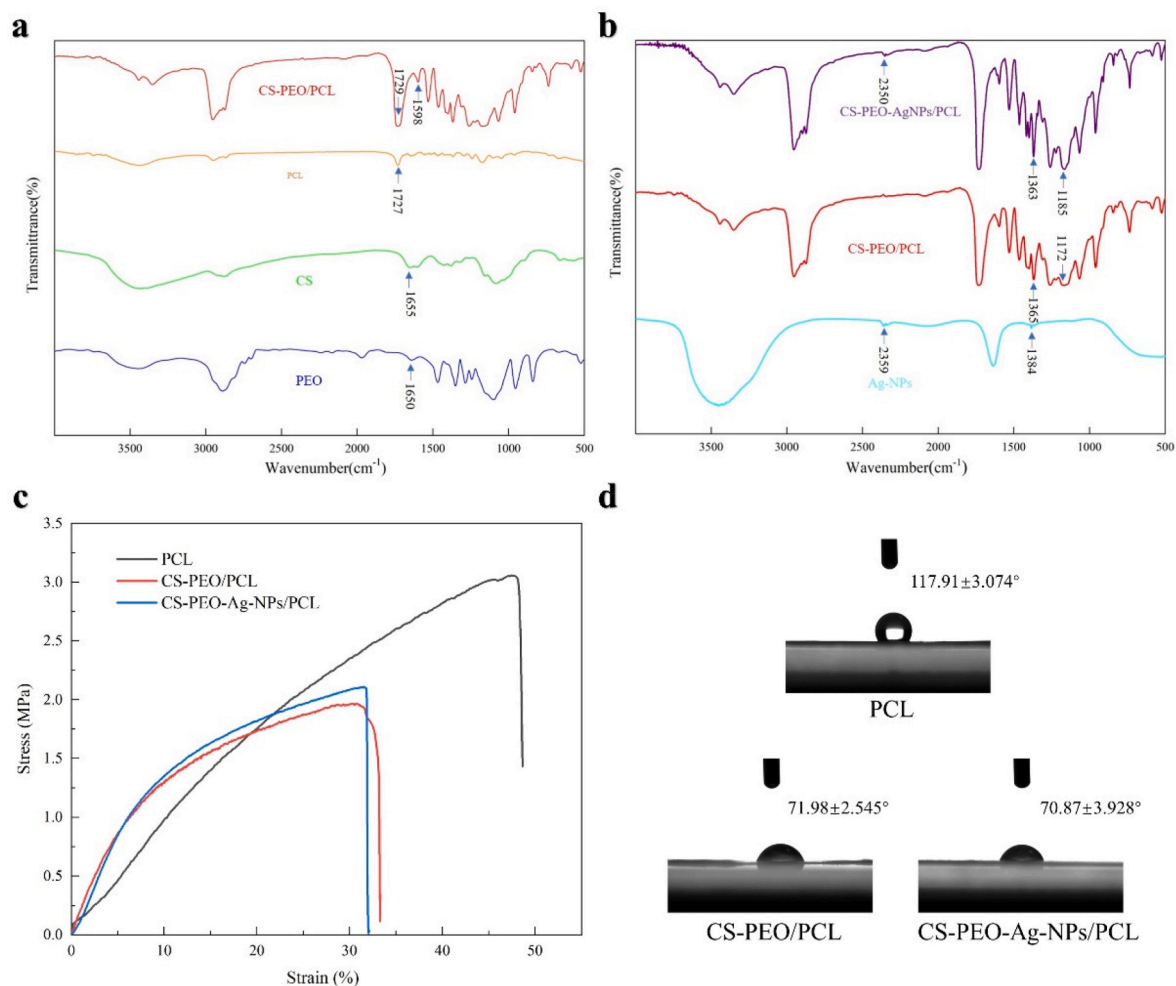 a
CS-PEO/PCL
1729
1598
PCL
1727
CS
1655
PEO
1650
Transmittrance(%)
3500 3000 2500 2000 1500 1000 500
Wavenumber(cm⁻¹)
b
2350
CS-PEO-AgNPs/PCL
1363
1185
CS-PEO/PCL
1172
1365
2359
1384
Ag-NPs
Transmittance(%)
3500 3000 2500 2000 1500 1000 500
Wavenumber(cm⁻¹)
c
3.5
3.0
2.5
2.0
1.5
1.0
0.5
0.0
Stress (MPa)
PCL
CS-PEO/PCL
CS-PEO-Ag-NPs/PCL
0 10 20 30 40 50
Strain (%)
d
117.91±3.074°
PCL
71.98±2.545°
CS-PEO/PCL
70.87±3.928°
CS-PEO-Ag-NPs/PCL